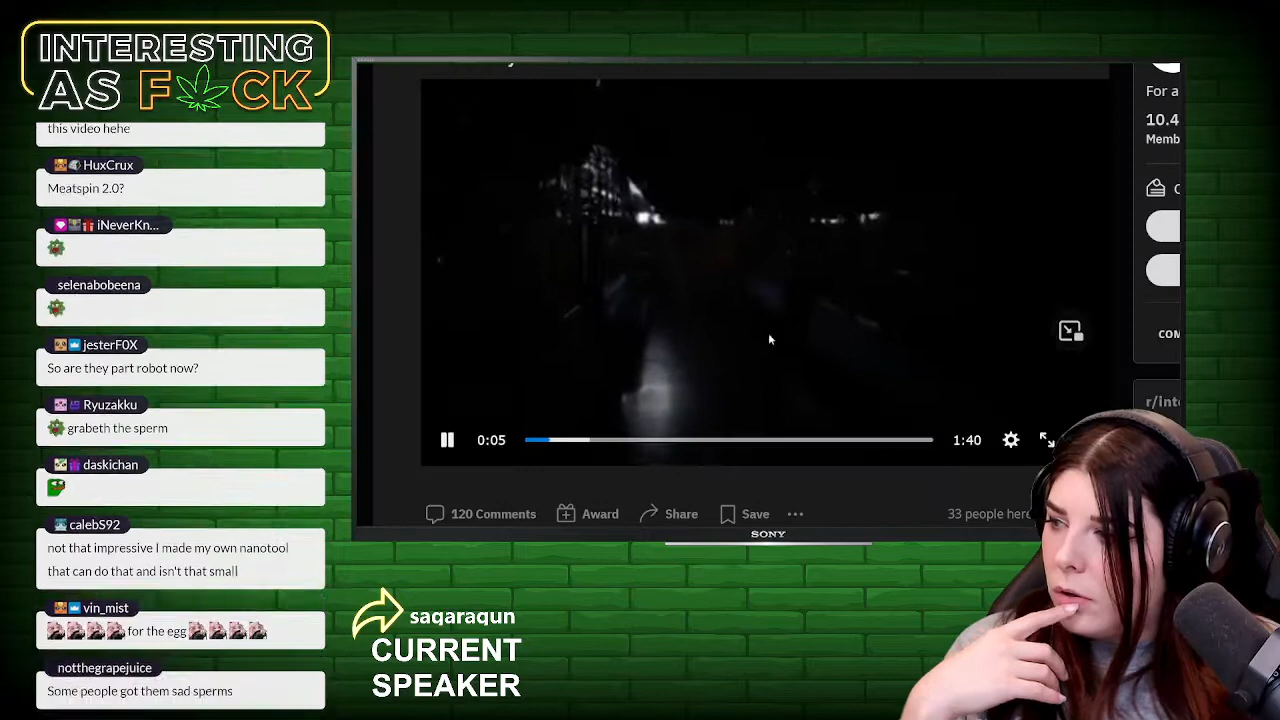 INTERESTING
AS F CK
this video hehe
HuxCrux
Meatspin 2.0?
iNeverKn...
selenabobeena
jesterF0X
So are they part robot now?
Ryuzakku
grabeth the sperm
daskichan
calebS92
not that impressive I made my own nanotool
that can do that and isn't that small
vin_mist
for the egg
notthegrapejuice
Some people got them sad sperms
0:05
1:40
120 Comments
Award
Share
Save
33 people here
SONY
For a
10.4
Memb
COM
r/Inte
saqaraqun
CURRENT
SPEAKER